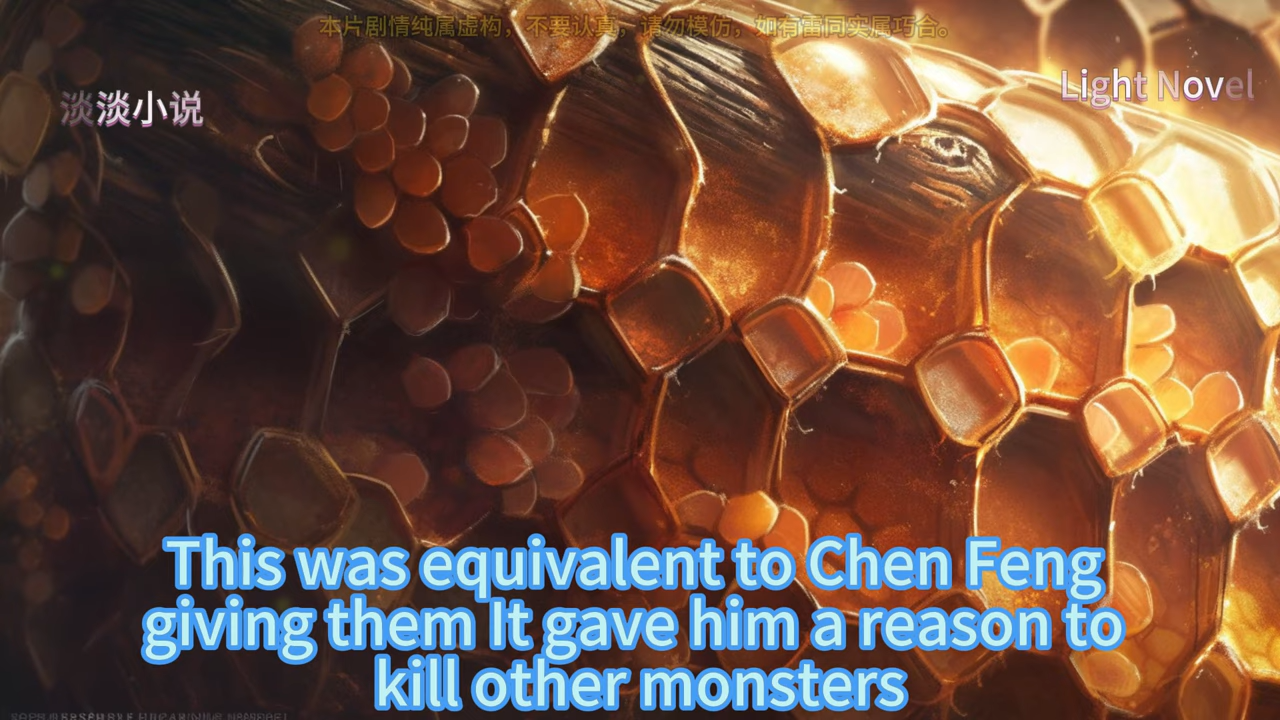 本片剧情纯属虚构，不要认真，请勿模仿，如有雷同实属巧合。
淡淡小说
Light Novel
This was equivalent to Chen Feng
giving them It gave him a reason to
kill other monsters